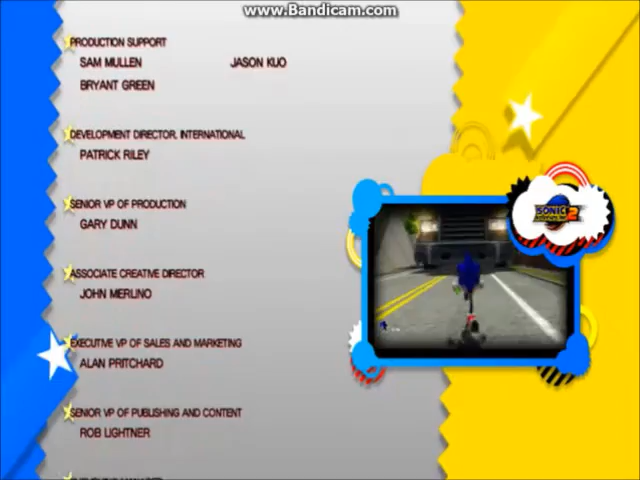 www.Bandicam.com
PRODUCTION SUPPORT
SAM MULLEN JASON KUO
BRYANT GREEN
DEVELOPMENT DIRECTOR, INTERNATIONAL
PATRICK RILEY
SENIOR VP OF PRODUCTION
GARY DUNN
ASSOCIATE CREATIVE DIRECTOR
JOHN MERLINO
EXECUTIVE VP OF SALES AND MARKETING
ALAN PRITCHARD
SENIOR VP OF PUBLISHING AND CONTENT
ROB LIGHTNER
SONIC
ADVENTURE 2